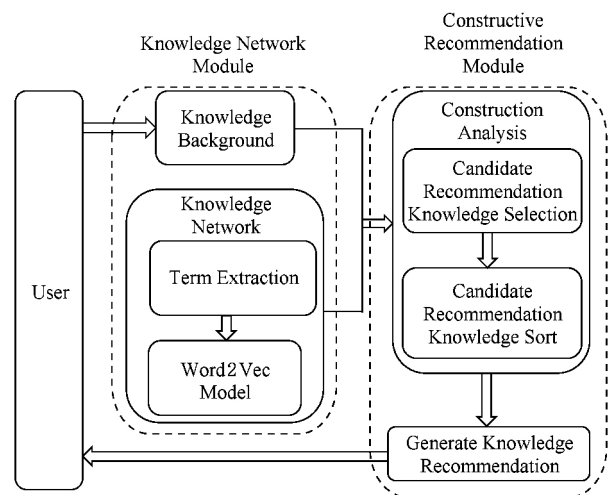 Knowledge Network
Module
Constructive
Recommendation
Module
User
Knowledge
Background
Knowledge
Network
Term Extraction
Word2Vec
Model
Construction
Analysis
Candidate
Recommendation
Knowledge Selection
Candidate
Recommendation
Knowledge Sort
Generate Knowledge
Recommendation